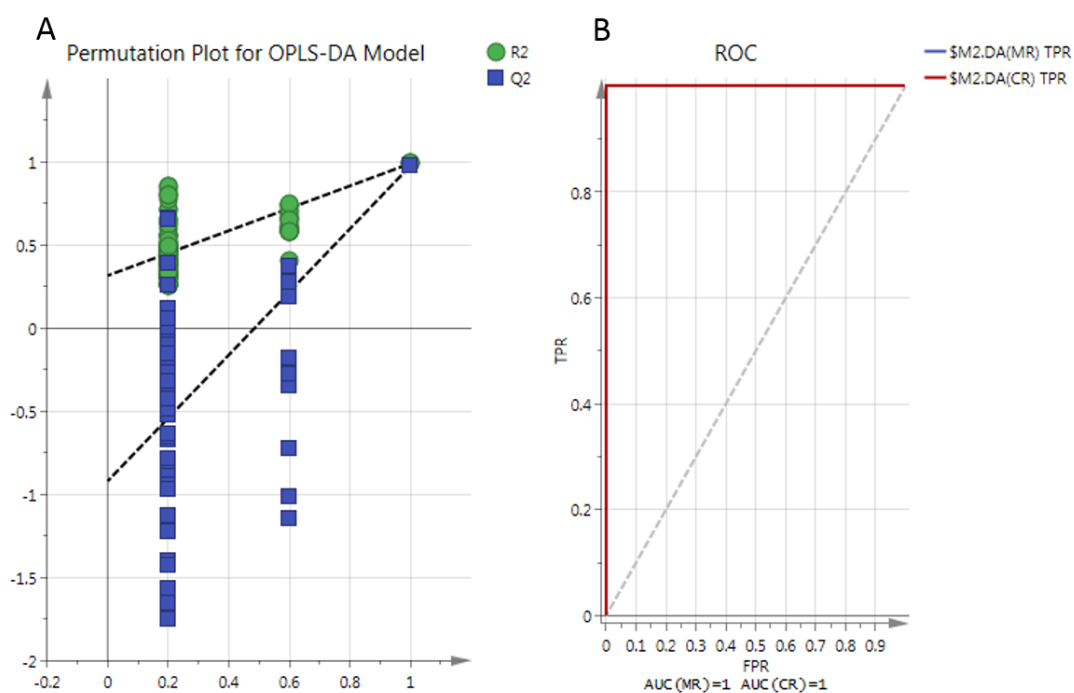 A
Permutation Plot for OPLS-DA Model
R2
Q2
1
0.5
0
-0.5
-1
-1.5
-2
-0.2 0 0.2 0.4 0.6 0.8 1
B
ROC
$M2.DA(MR) TPR
$M2.DA(CR) TPR
0.8
0.6
0.4
0.2
0
TPR
0 0.1 0.2 0.3 0.4 0.5 0.6 0.7 0.8 0.9
FPR
AUC(MR)=1 AUC(CR)=1